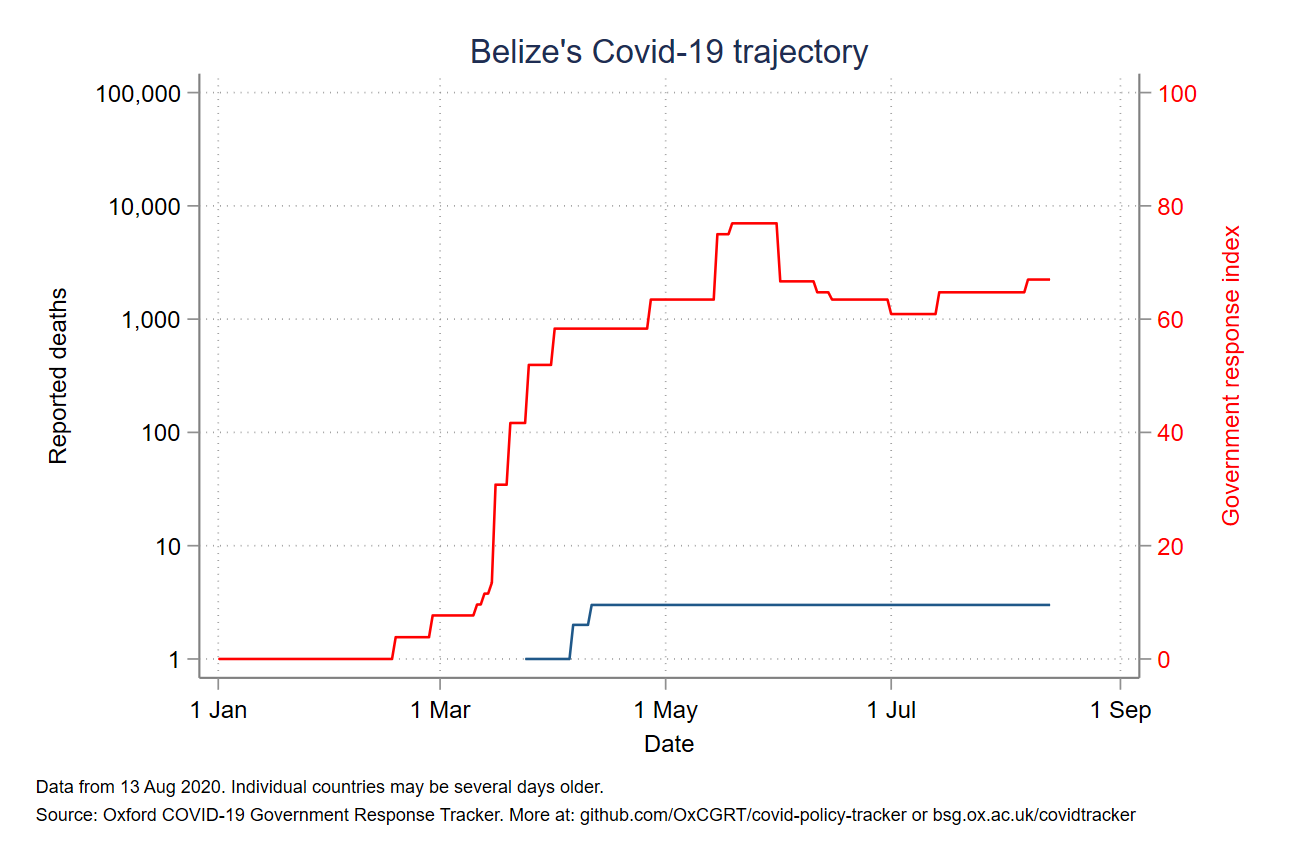 Belize's Covid-19 trajectory
100,000
10,000
1,000
100
10
1
Reported deaths
100
80
60
40
20
0
Government response index
1 Jan
1 Mar
1 May
1 Jul
1 Sep
Date
Data from 13 Aug 2020. Individual countries may be several days older.
Source: Oxford COVID-19 Government Response Tracker. More at: github.com/OxCGRT/covid-policy-tracker or bsg.ox.ac.uk/covidtracker